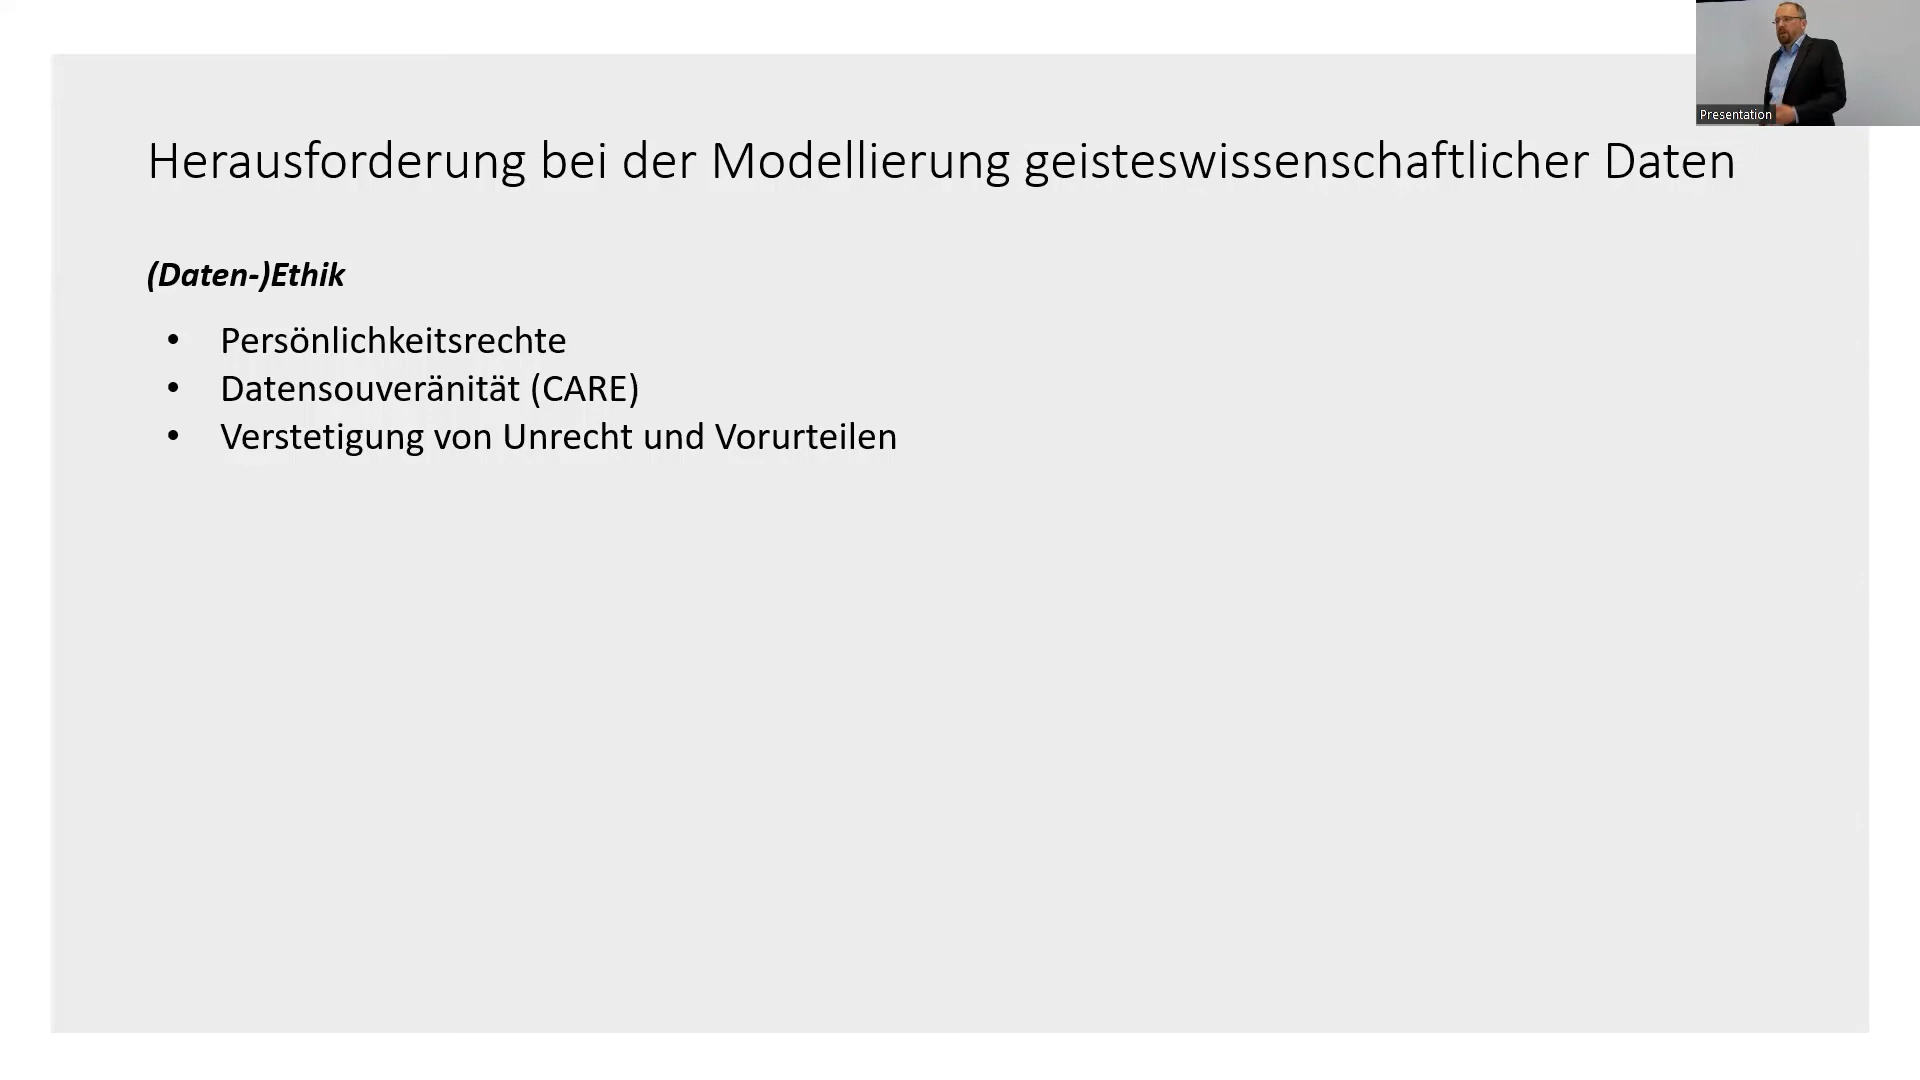 Presentation
Herausforderung bei der Modellierung geisteswissenschaftlicher Daten
(Daten-)Ethik
• Persönlichkeitsrechte
• Datensouveränität (CARE)
• Verstetigung von Unrecht und Vorurteilen